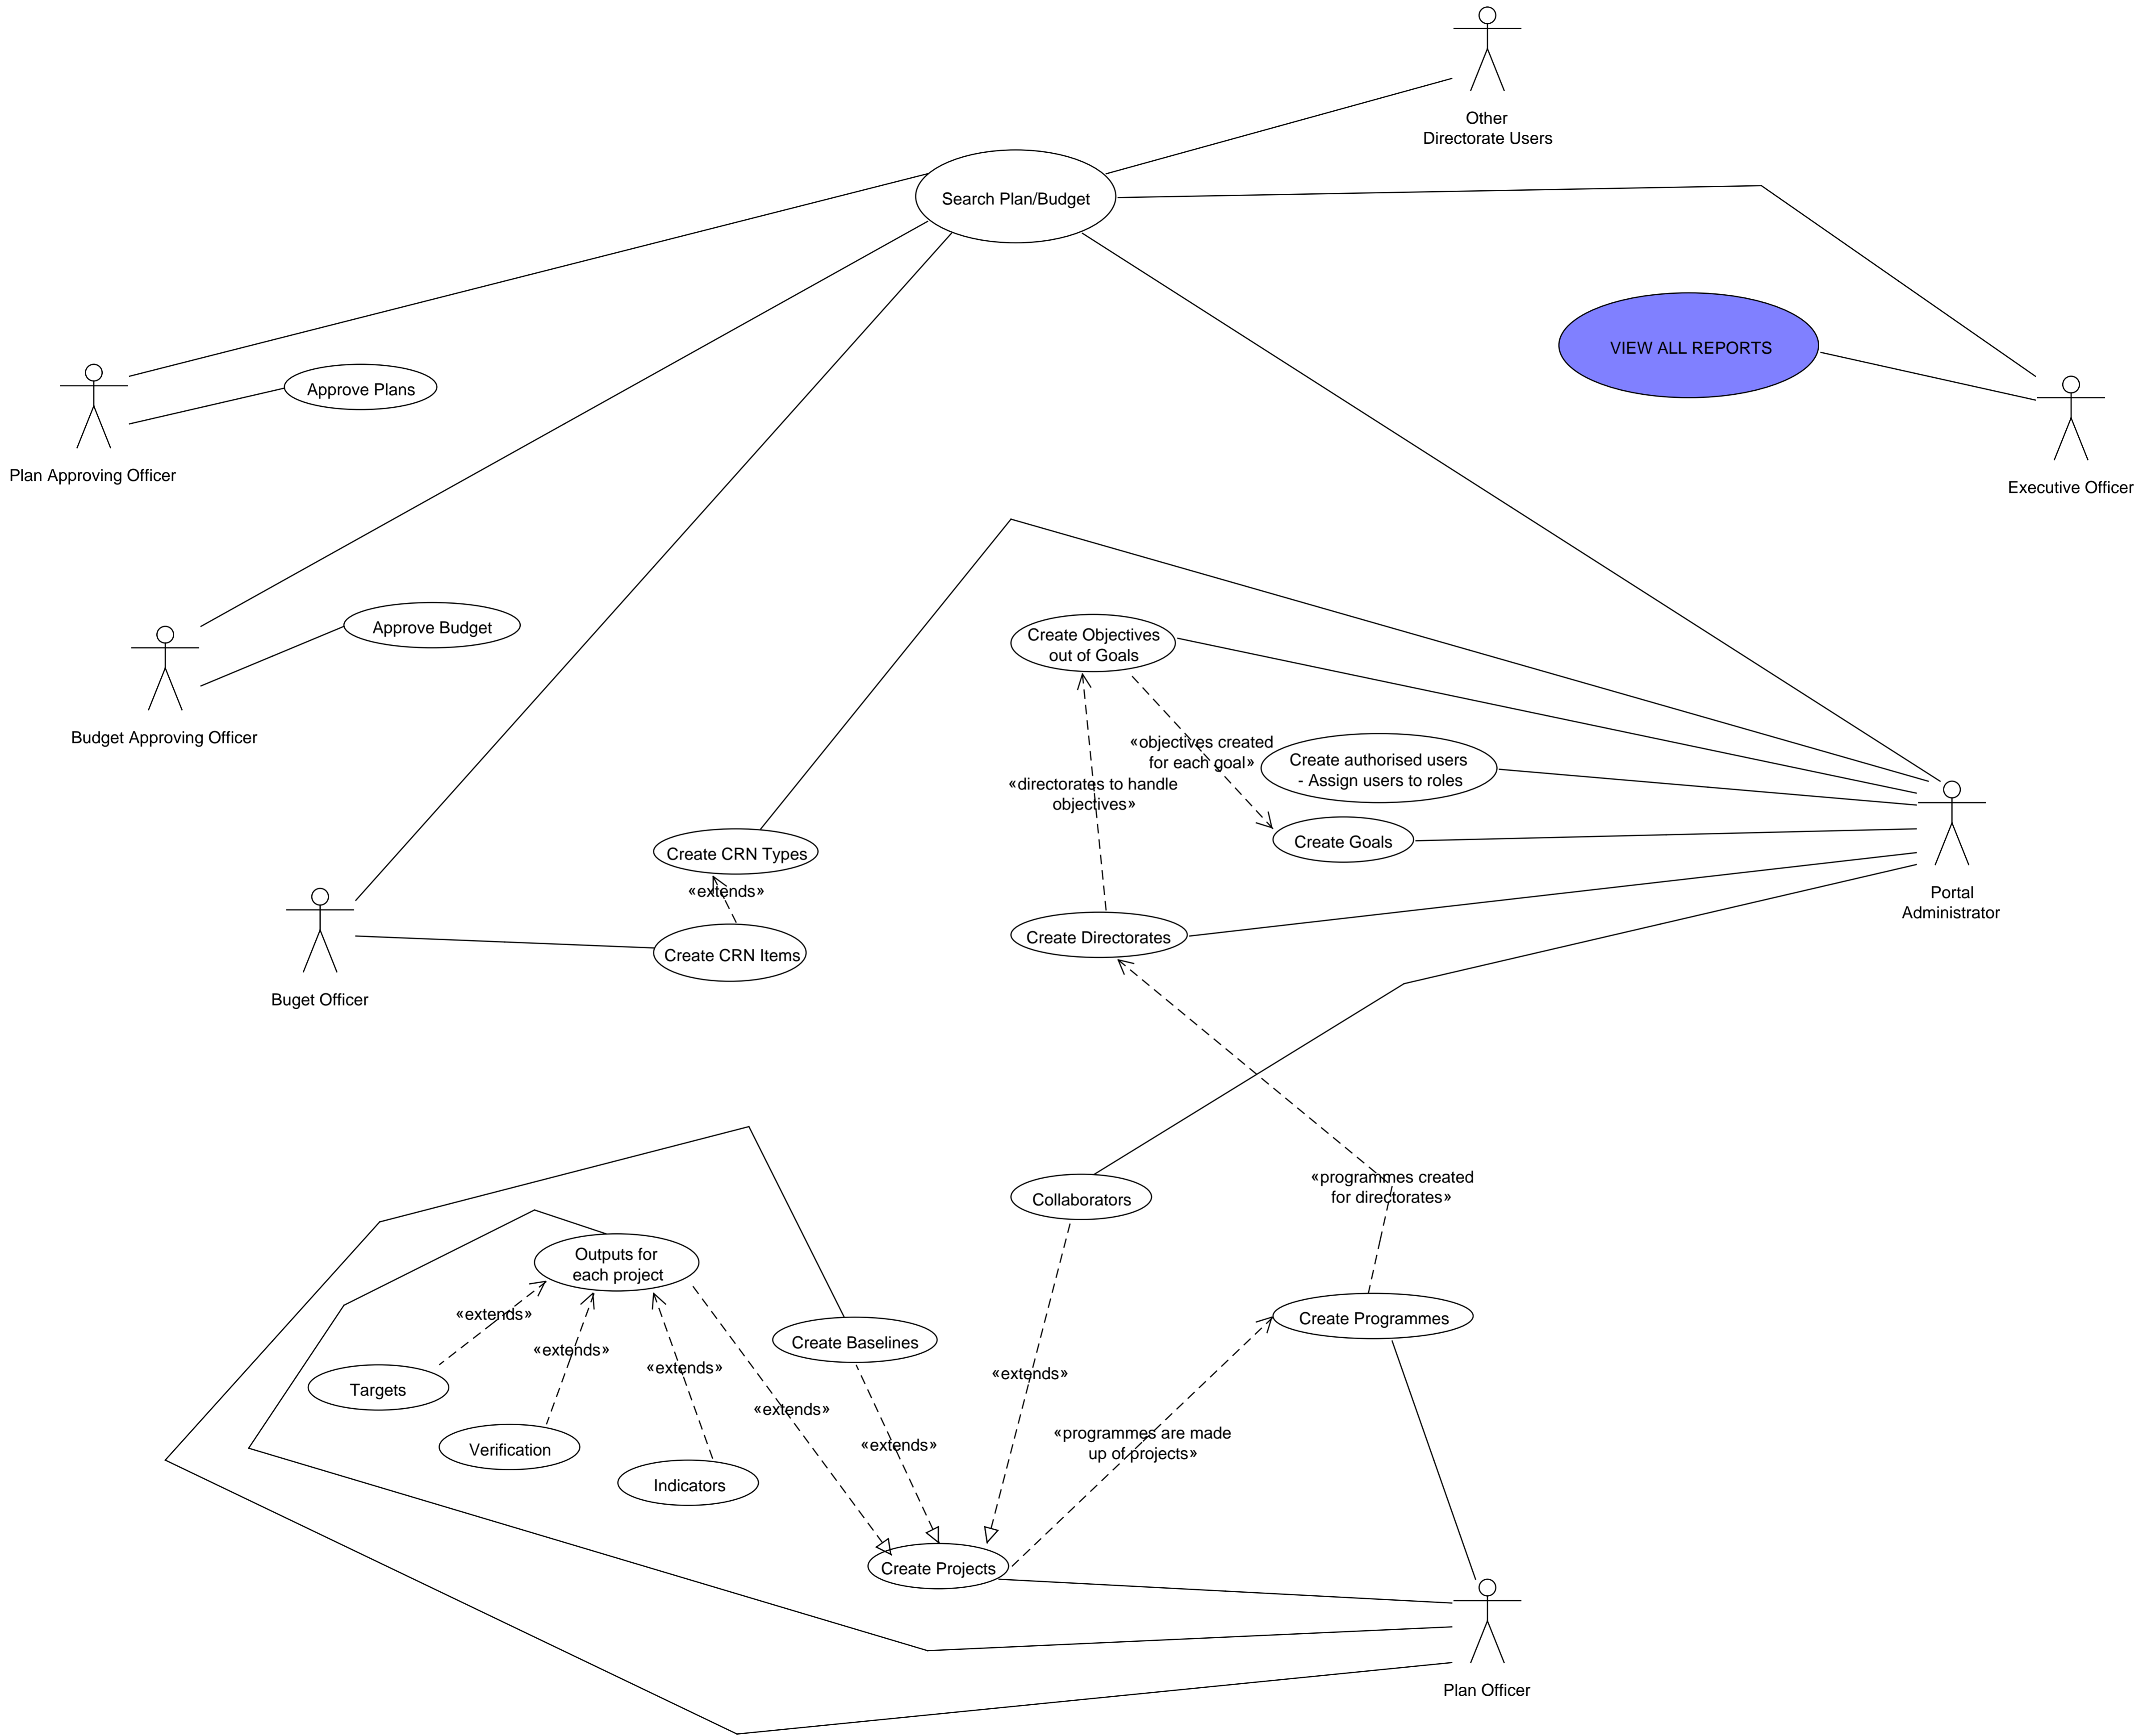 Other
Directorate Users
Search Plan/Budget
VIEW ALL REPORTS
Approve Plans
Plan Approving Officer
Executive Officer
Approve Budget
Create Objectives
out of Goals
Budget Approving Officer
«objectives created
for each goal»
Create authorised users
- Assign users to roles
«directorates to handle
objectives»
Create Goals
Create CRN Types
«extends»
Portal
Administrator
Create Directorates
Create CRN Items
Buget Officer
«programmes created
for directorates»
Collaborators
Outputs for
each project
«extends»
Create Programmes
Create Baselines
«extends»
«extends»
«extends»
Targets
«extends»
«programmes are made
up of projects»
«extends»
Verification
Indicators
Create Projects
Plan Officer